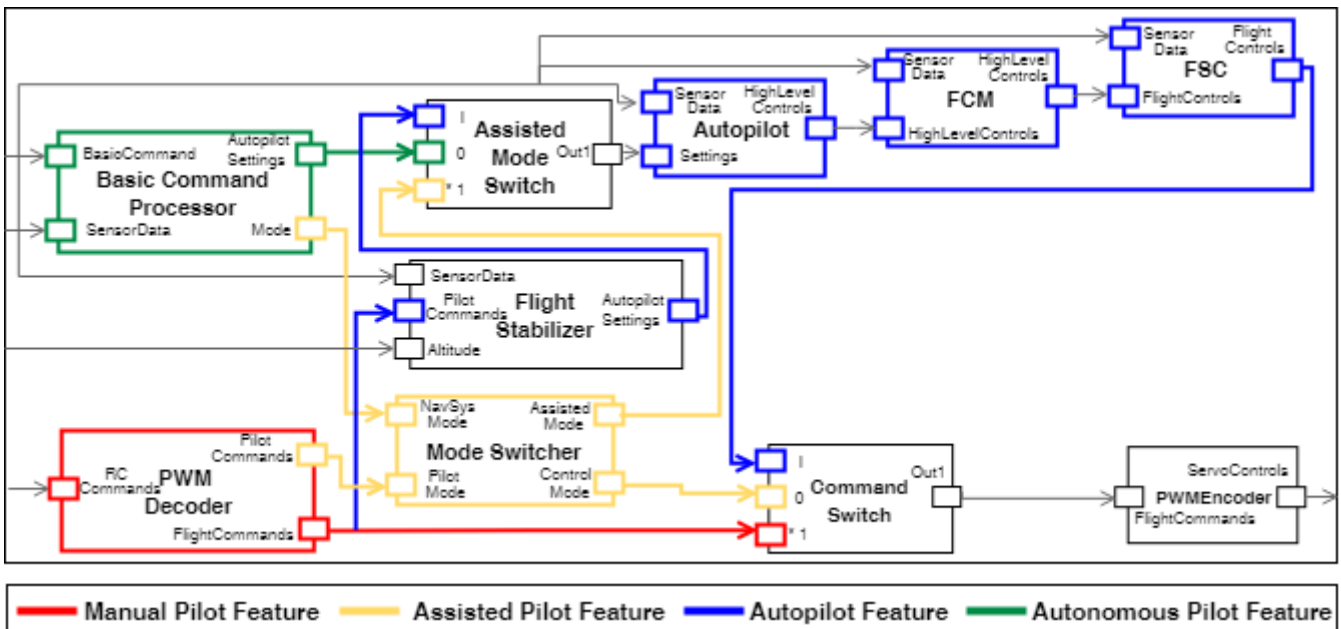 Sensor
Data
Flight
Controls
FSC
FlightControls
Sensor
Data
HighLevel
Controls
FCM
HighLevelControls
Sensor
Data
HighLevel
Controls
Autopilot
Settings
I
Assisted
Mode
Switch
0
Out1
* 1
BasicCommand
Autopilot
Settings
Basic Command
Processor
SensorData
Mode
SensorData
Pilot
Commands
Flight
Stabilizer
Autopilot
Settings
Altitude
NavSys
Mode
Assisted
Mode
Mode Switcher
Pilot
Mode
Control
Mode
Pilot
Commands
RC
Commands
PWM
Decoder
FlightCommands
I
Out1
0
Command
Switch
* 1
ServoControls
PWMEncoder
FlightCommands
Manual Pilot Feature
Assisted Pilot Feature
Autopilot Feature
Autonomous Pilot Feature